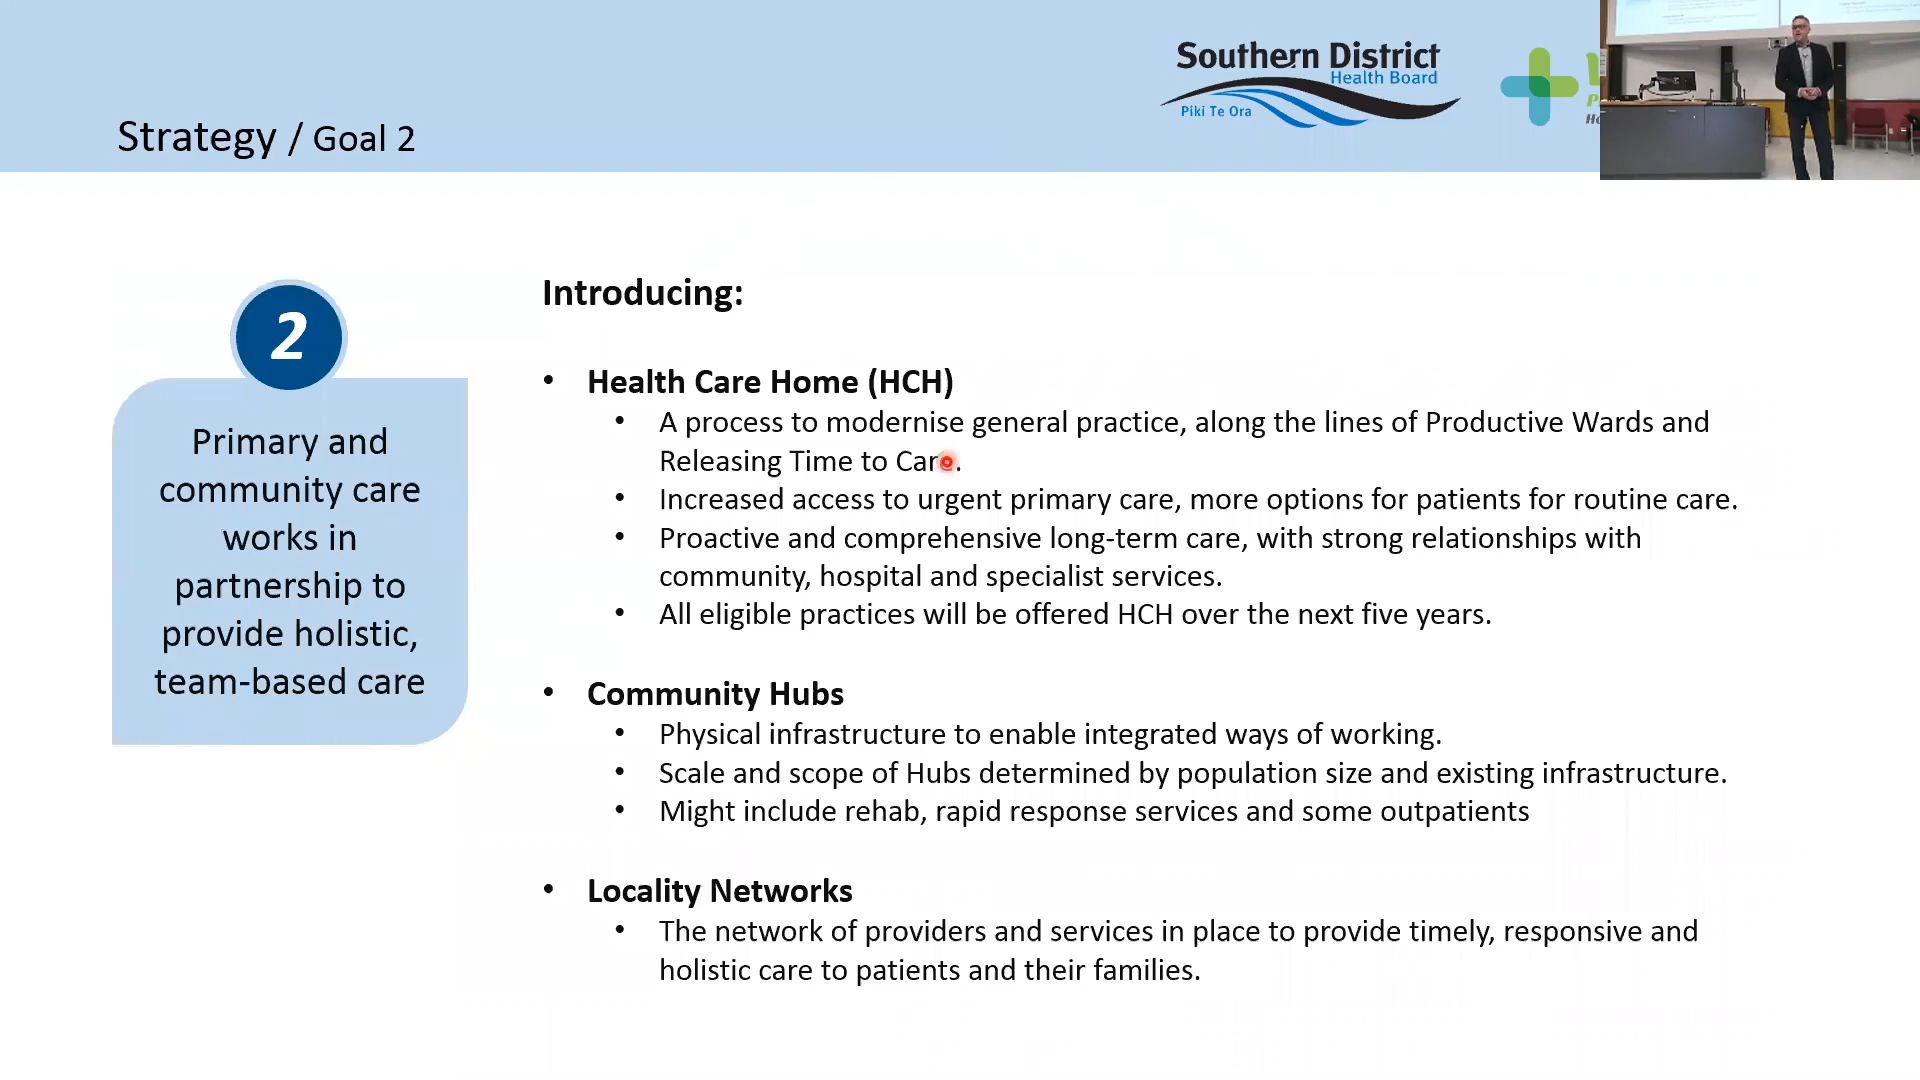 Southern District
Health Board
Piki Te Ora
Strategy / Goal 2
2
Primary and
community care
works in
partnership to
provide holistic,
team-based care
Introducing:
• Health Care Home (HCH)
• A process to modernise general practice, along the lines of Productive Wards and
Releasing Time to Care.
• Increased access to urgent primary care, more options for patients for routine care.
• Proactive and comprehensive long-term care, with strong relationships with
community, hospital and specialist services.
• All eligible practices will be offered HCH over the next five years.
• Community Hubs
• Physical infrastructure to enable integrated ways of working.
• Scale and scope of Hubs determined by population size and existing infrastructure.
• Might include rehab, rapid response services and some outpatients
• Locality Networks
• The network of providers and services in place to provide timely, responsive and
holistic care to patients and their families.